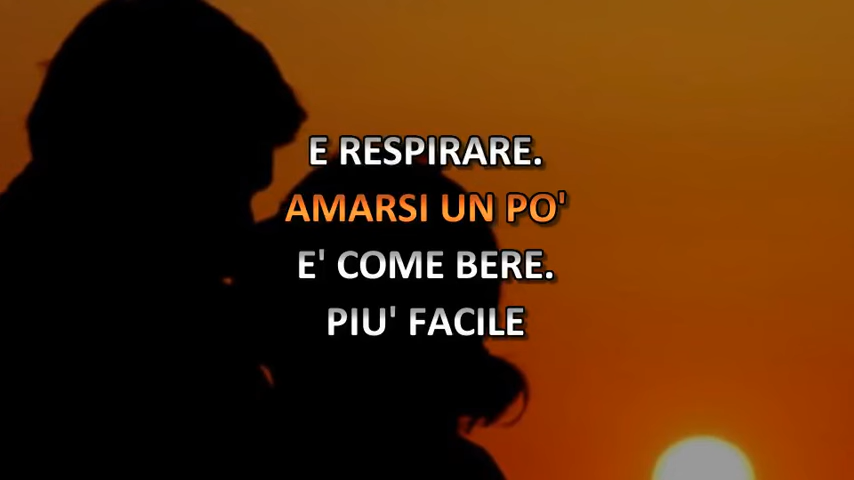 E RESPIRARE.
AMARSI UN PO'
E' COME BERE.
PIU' FACILE